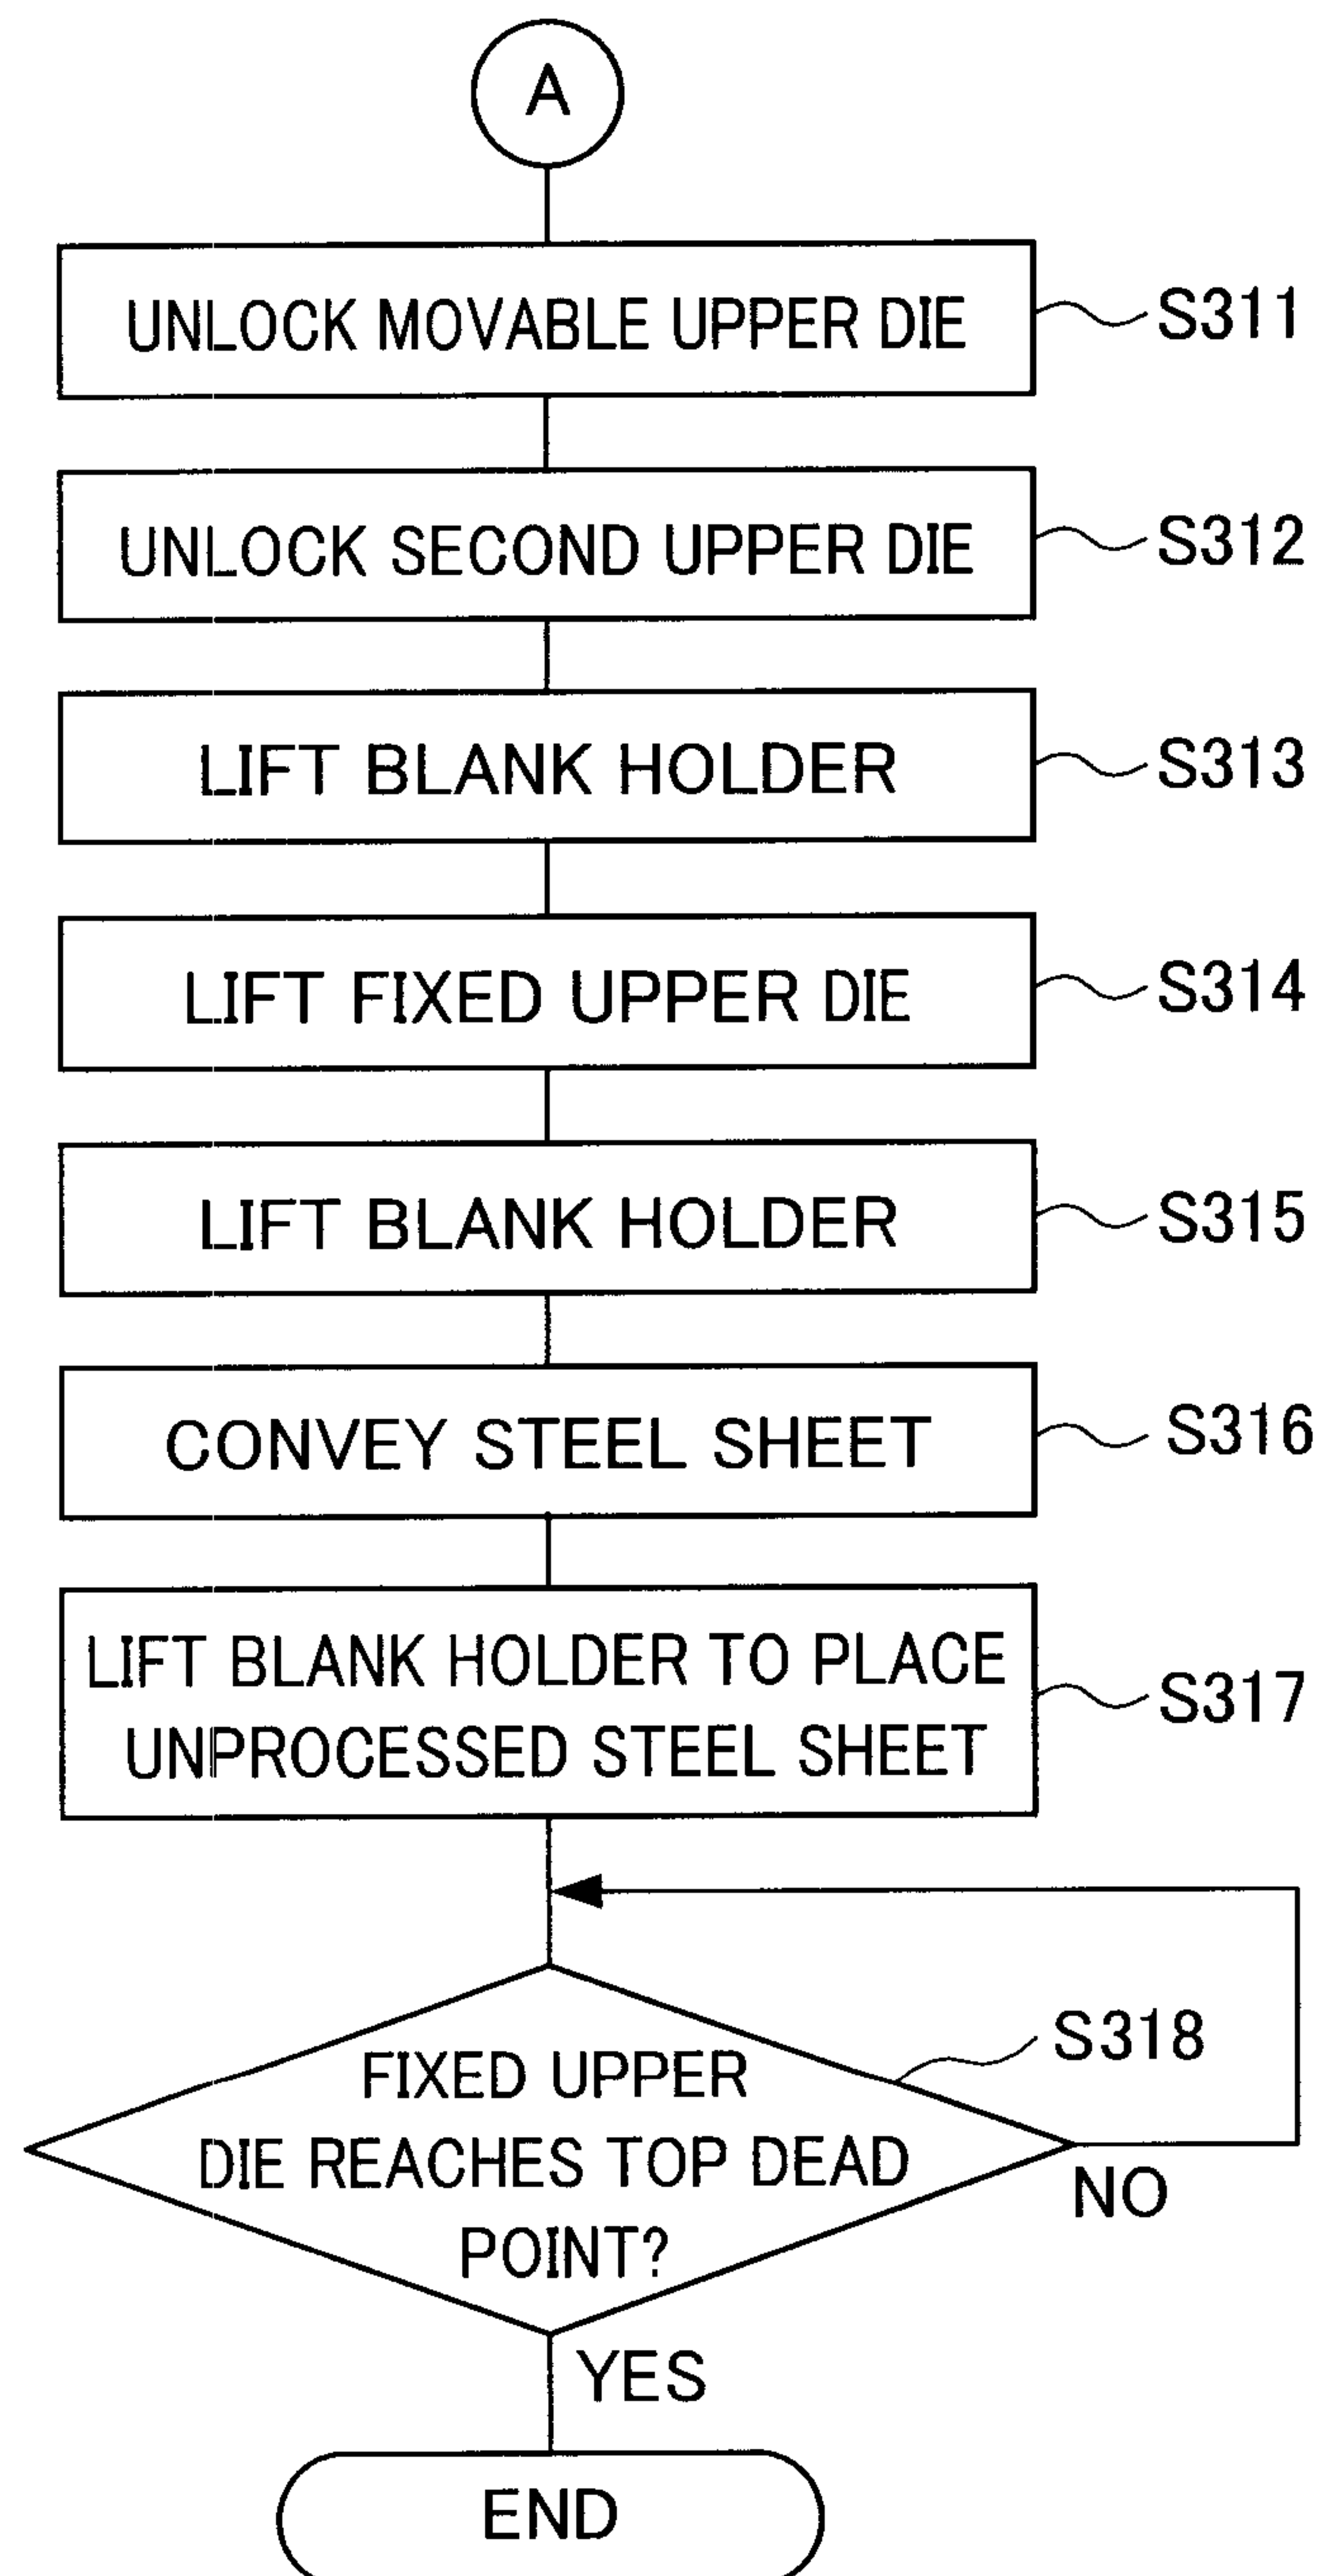 A
UNLOCK MOVABLE UPPER DIE
S311
UNLOCK SECOND UPPER DIE
S312
LIFT BLANK HOLDER
S313
LIFT FIXED UPPER DIE
S314
LIFT BLANK HOLDER
S315
CONVEY STEEL SHEET
S316
LIFT BLANK HOLDER TO PLACE
UNPROCESSED STEEL SHEET
S317
S318
FIXED UPPER
DIE REACHES TOP DEAD
POINT?
NO
YES
END